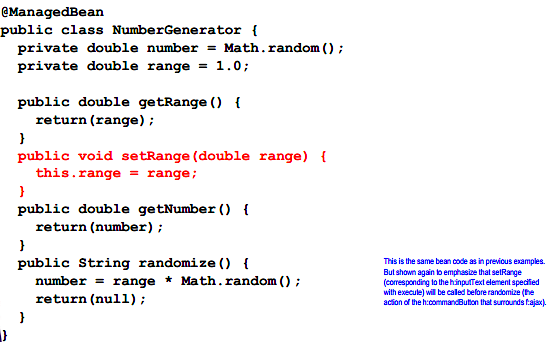 @ManagedBean
public class NumberGenerator {
  private double number = Math.random();
  private double range = 1.0;

  public double getRange() {
    return(range);
  }
  public void setRange(double range) {
    this.range = range;
  }
  public double getNumber() {
    return(number);
  }
  public String randomize() {
    number = range * Math.random();
    return(null);
  }
}
This is the same bean code as in previous examples.
But shown again to emphasize that setRange
(corresponding to the h:inputText element specified
with execute) will be called before randomize (the
action of the h:commandButton that surrounds f:ajax).